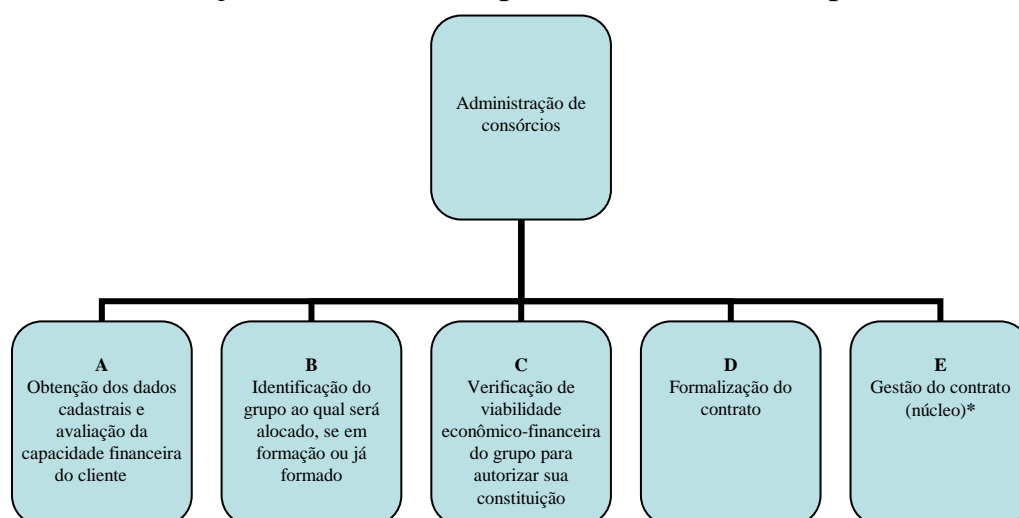 Administração de
consórcios
A
Obtenção dos dados
cadastrais e
avaliação da
capacidade financeira
do cliente
B
Identificação do
grupo ao qual será
alocado, se em
formação ou já
formado
C
Verificação de
viabilidade
econômico-financeira
do grupo para
autorizar sua
constituição
D
Formalização do
contrato
E
Gestão do contrato
(núcleo)*